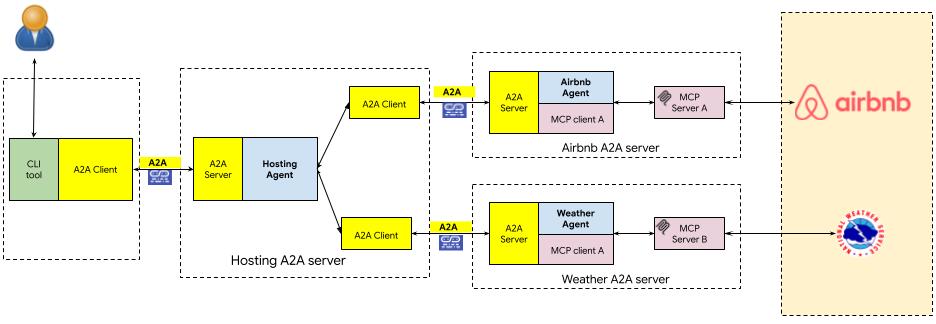 CLI
tool
A2A Client
A2A
A2A
Server
Hosting
Agent
A2A Client
A2A Client
Hosting A2A server
A2A
A2A
Server
Airbnb
Agent
MCP client A
MCP
Server A
Airbnb A2A server
A2A
A2A
Server
Weather
Agent
MCP client A
MCP
Server B
Weather A2A server
airbnb
NATIONAL WEATHER SERVICE